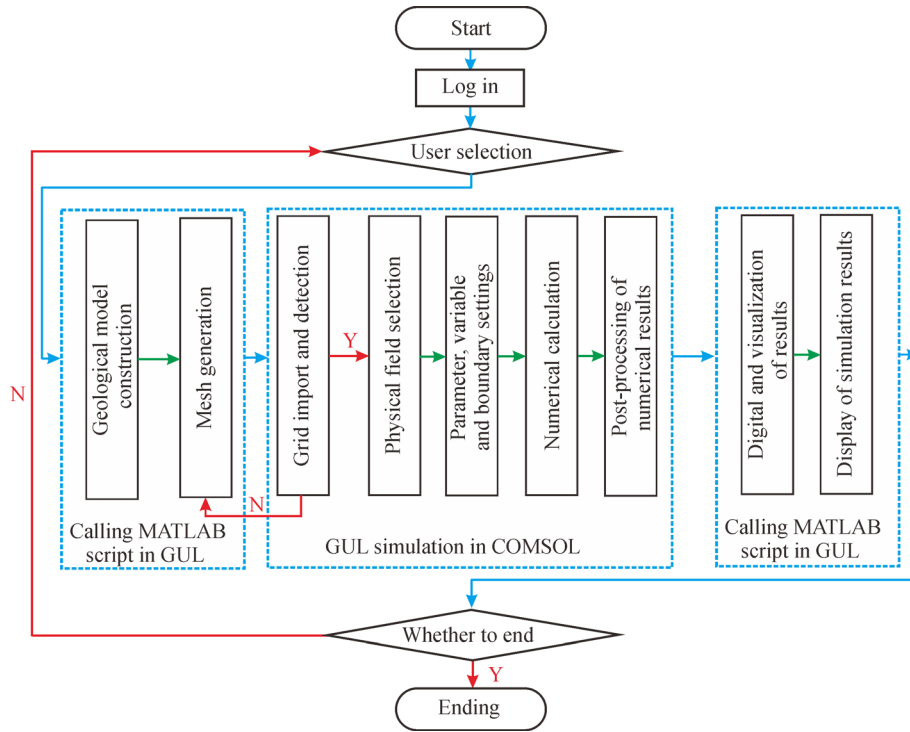 Start
Log in
User selection
Geological model
construction
Mesh generation
Calling MATLAB
script in GUL
Grid import and detection
Y
N
Physical field selection
Parameter, variable
and boundary settings
Numerical calculation
Post-processing of
numerical results
GUL simulation in COMSOL
Digital and visualization
of results
Display of simulation results
Calling MATLAB
script in GUL
N
Whether to end
Y
Ending